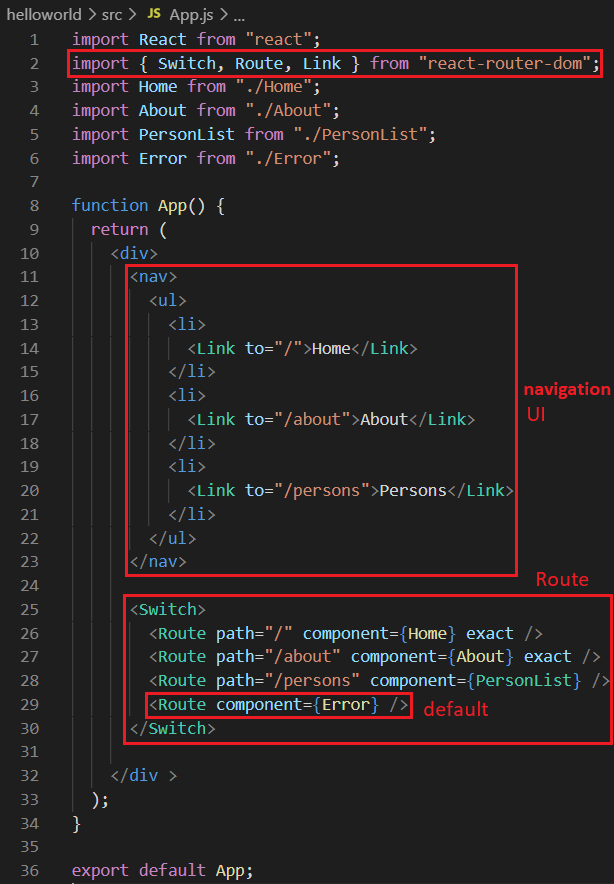 helloworld > src > JS App.js > ...
1 import React from "react";
2 import { Switch, Route, Link } from "react-router-dom";
3 import Home from "./Home";
4 import About from "./About";
5 import PersonList from "./PersonList";
6 import Error from "./Error";
7
8 function App() {
9   return (
10     <div>
11       <nav>
12         <ul>
13           <li>
14             <Link to="/">Home</Link>
15           </li>
16           <li>
navigation
17             <Link to="/about">About</Link>
UI
18           </li>
19           <li>
20             <Link to="/persons">Persons</Link>
21           </li>
22         </ul>
23       </nav>
24
Route
25       <Switch>
26         <Route path="/" component={Home} exact />
27         <Route path="/about" component={About} exact />
28         <Route path="/persons" component={PersonList} />
29         <Route component={Error} /> default
30       </Switch>
31
32     </div >
33   );
34 }
35
36 export default App;